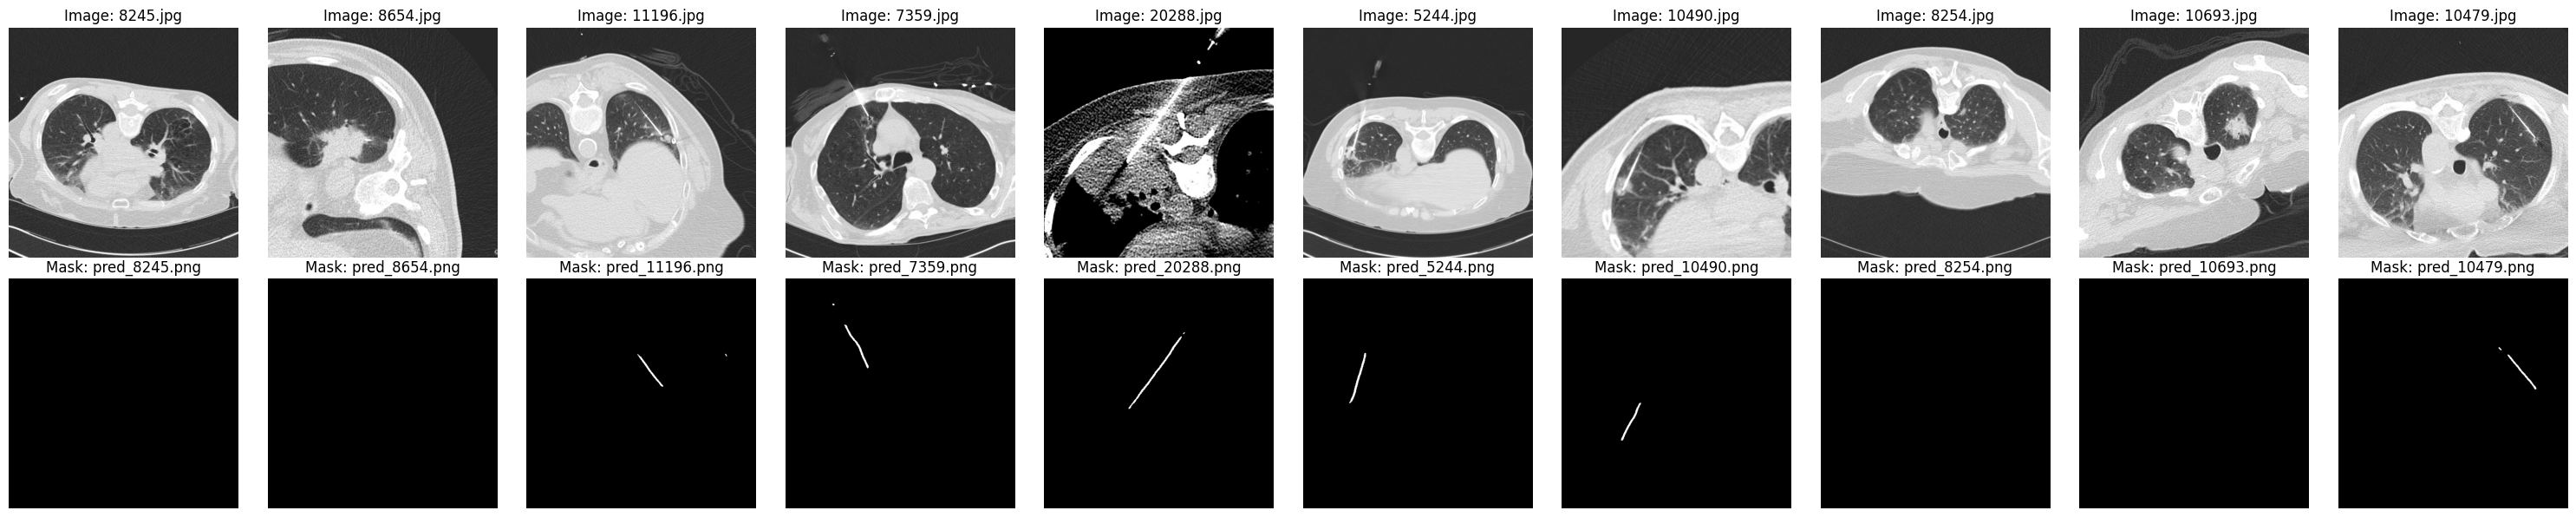 Image: 8245.jpg
Image: 8654.jpg
Image: 11196.jpg
Image: 7359.jpg
Image: 20288.jpg
Image: 5244.jpg
Image: 10490.jpg
Image: 8254.jpg
Image: 10693.jpg
Image: 10479.jpg
Mask: pred_8245.png
Mask: pred_8654.png
Mask: pred_11196.png
Mask: pred_7359.png
Mask: pred_20288.png
Mask: pred_5244.png
Mask: pred_10490.png
Mask: pred_8254.png
Mask: pred_10693.png
Mask: pred_10479.png